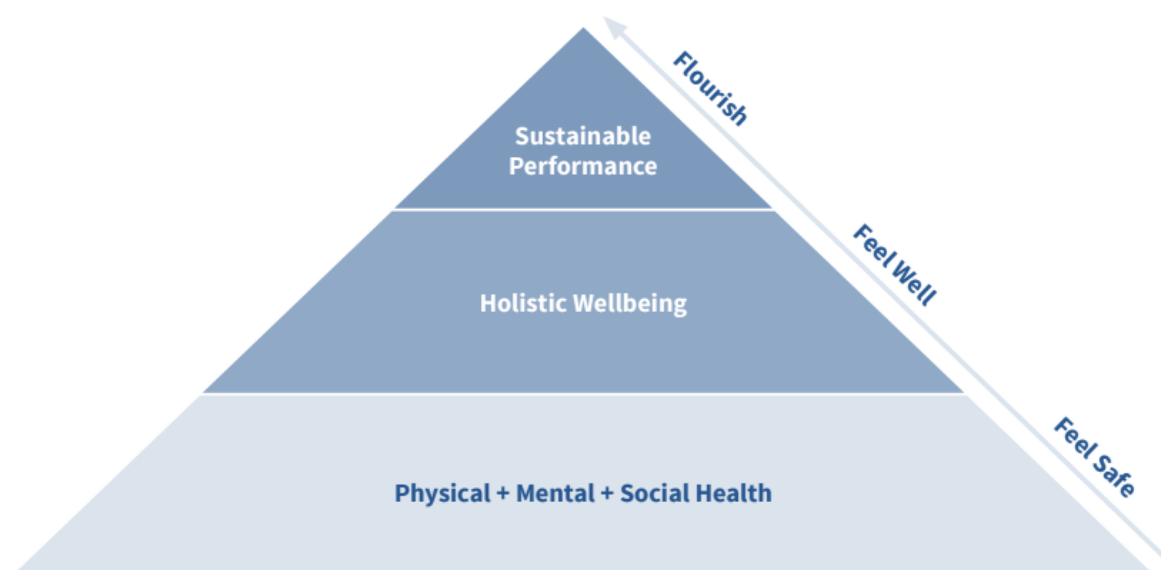 Flourish
Sustainable
Performance
Feel Well
Holistic Wellbeing
Feel Safe
Physical + Mental + Social Health